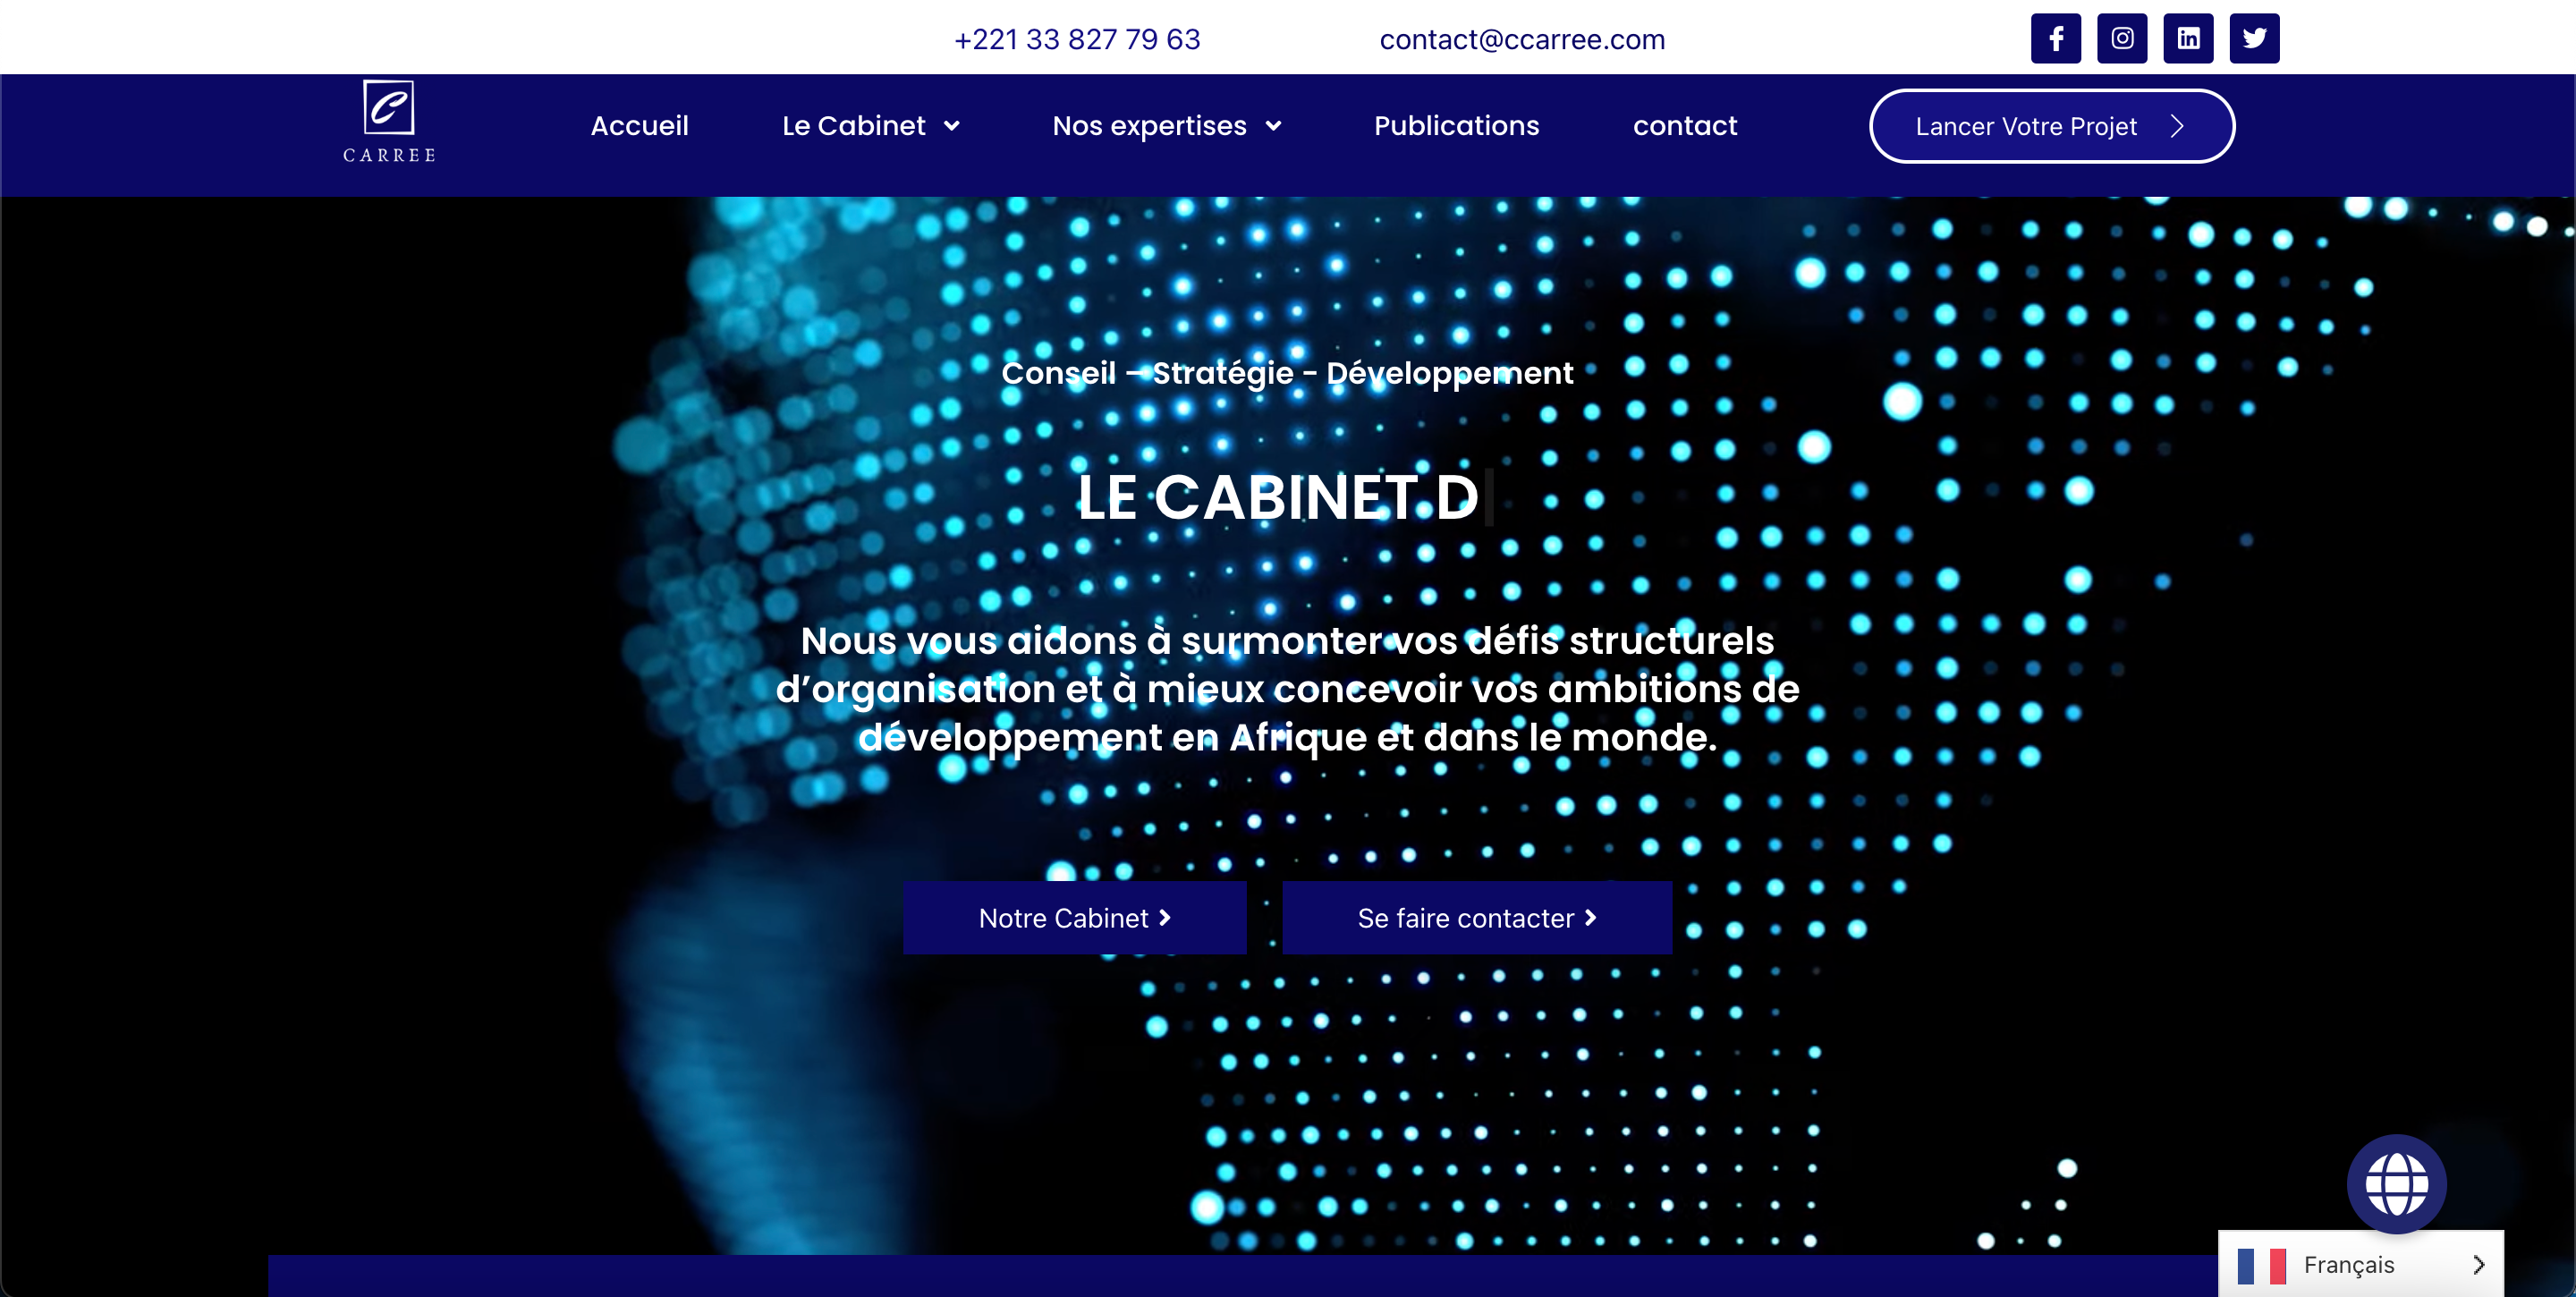 +221 33 827 79 63
contact@ccarree.com
C
CARREE
Accueil
Le Cabinet
Nos expertises
Publications
contact
Lancer Votre Projet
Conseil – Stratégie - Développement
LE CABINET D
Nous vous aidons à surmonter vos défis structurels
d’organisation et à mieux concevoir vos ambitions de
développement en Afrique et dans le monde.
Notre Cabinet
Se faire contacter
Français